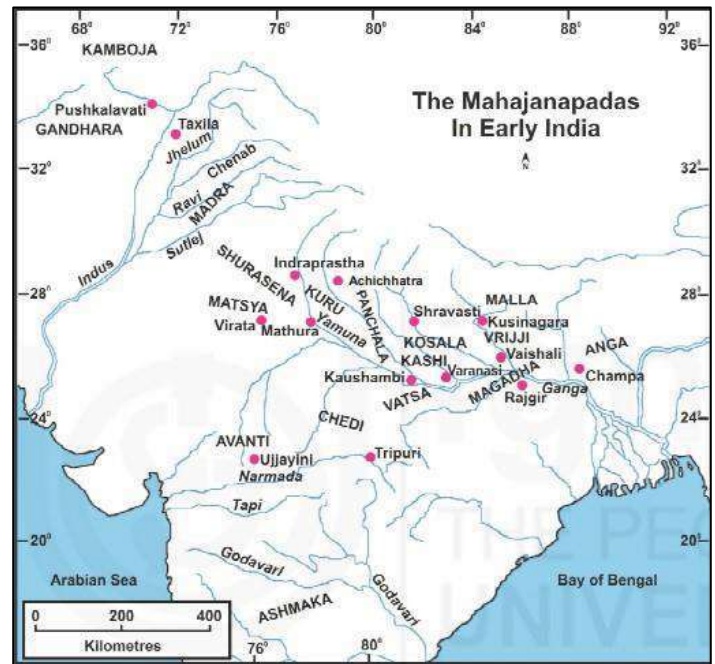 68° 72° 76° 80° 84° 88° 92°
36° 36°
KAMBOJA
The Mahajanapadas
In Early India
N
Pushkalavati
GANDHARA
Taxila
Jhelum
Chenab
32° 32°
Ravi
MADRA
Sutlej
Indus
SHURASENA
Indraprastha
Achichhatra
28° 28°
KURU
PANCHALA
MATSYA
Virata
Mathura
Yamuna
Shravasti
MALLA
Kusinagara
KOSALA
VRIJJI
Vaishali
ANGA
KASHI
Varanasi
Champa
Kaushambi
VATSA
MAGADHA
Ganga
Rajgir
24° 24°
CHEDI
AVANTI
Ujjayini
Tripuri
Narmada
Tapi
20° 20°
THE PEO
UNIVER
Godavari
Godavari
Arabian Sea
Bay of Bengal
ASHMAKA
0 200 400
Kilometres
76° 80°